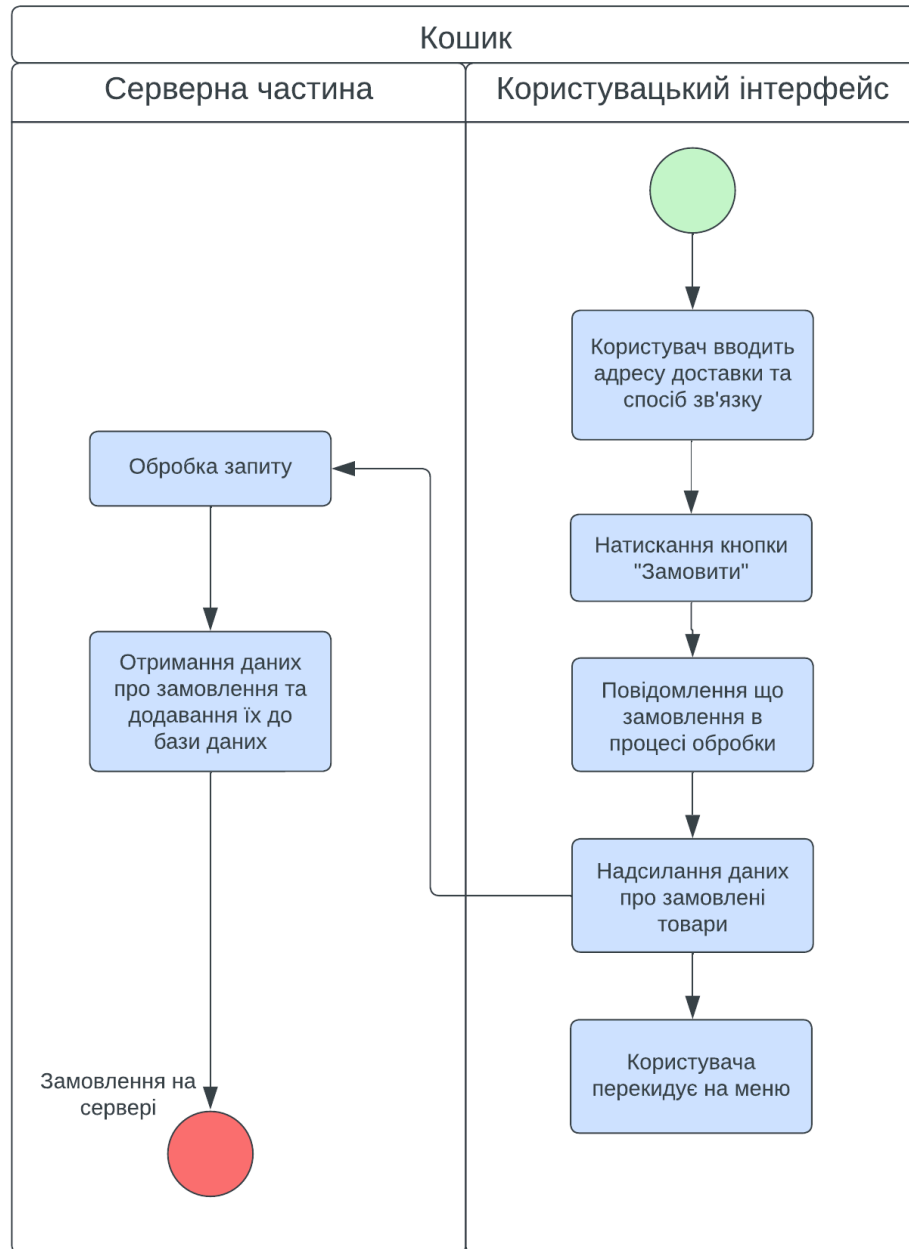 Кошик
Серверна частина
Користувацький інтерфейс
Користувач вводить
адресу доставки та
спосіб зв'язку
Натискання кнопки
"Замовити"
Повідомлення що
замовлення в
процесі обробки
Надсилання даних
про замовлені
товари
Користувача
перекидує на меню
Обробка запиту
Отримання даних
про замовлення та
додавання їх до
бази даних
Замовлення на
сервері